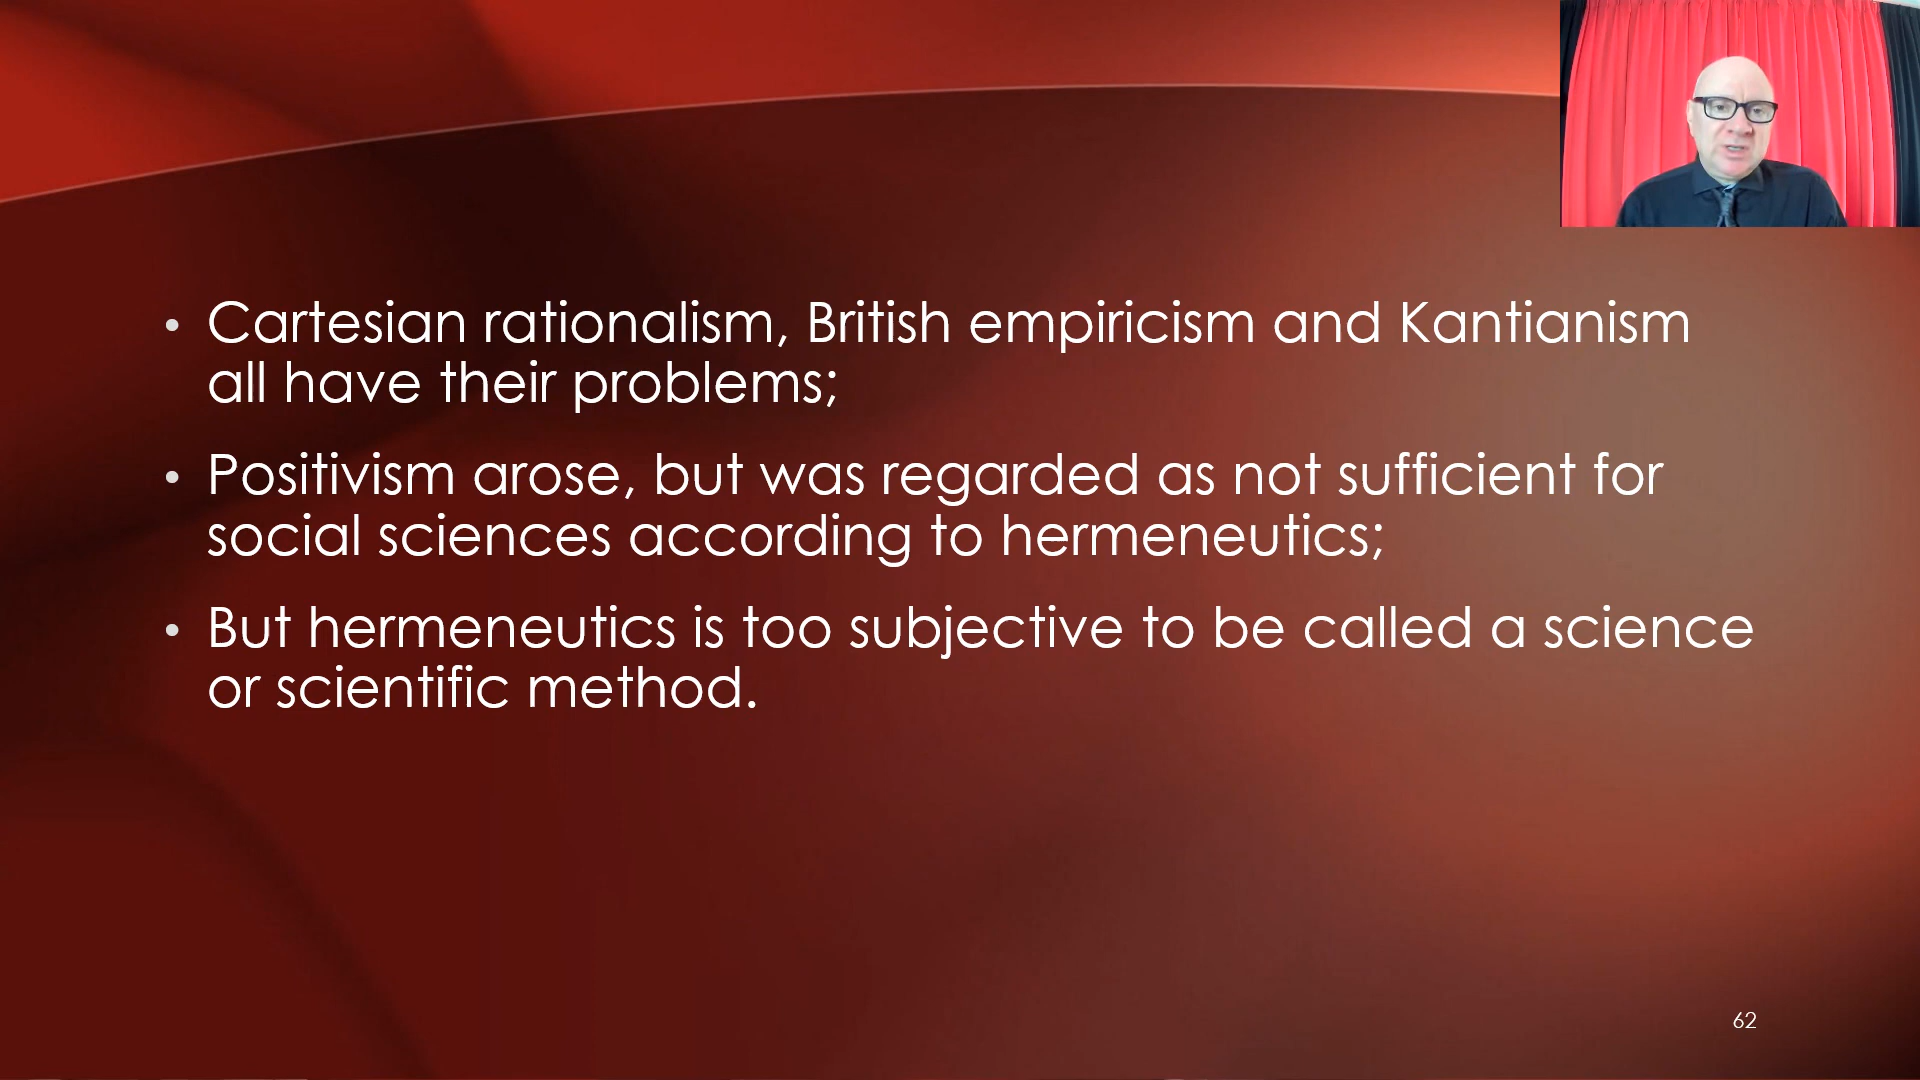 • Cartesian rationalism, British empiricism and Kantianism
all have their problems;
• Positivism arose, but was regarded as not sufficient for
social sciences according to hermeneutics;
• But hermeneutics is too subjective to be called a science
or scientific method.
62